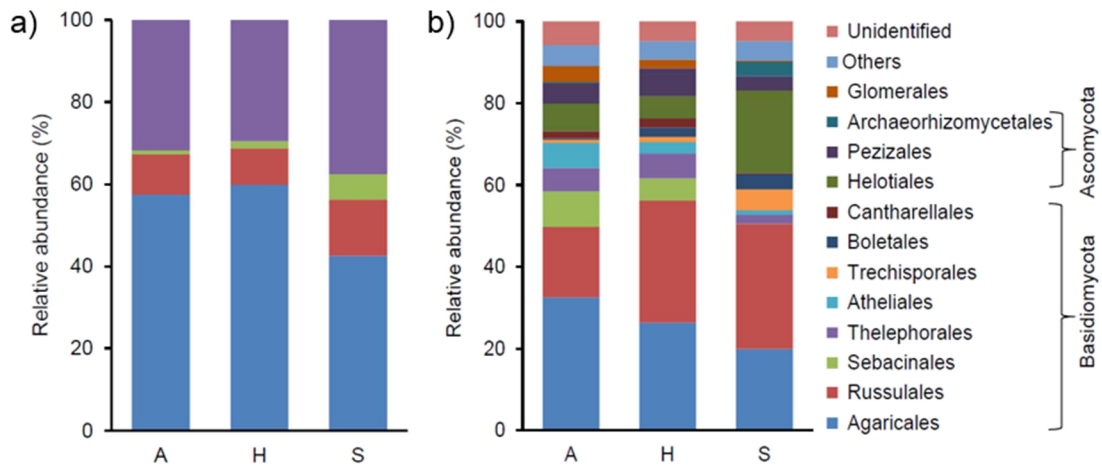 a)
Relative abundance (%)
100
80
60
40
20
0
A H S
b)
Relative abundance (%)
100
80
60
40
20
0
A H S
Unidentified
Others
Glomerales
Archaeorhizomycetales
Pezizales
Helotiales
Cantharellales
Boletales
Trechisporales
Atheliales
Thelephorales
Sebacinales
Russulales
Agaricales
Ascomycota
Basidiomycota